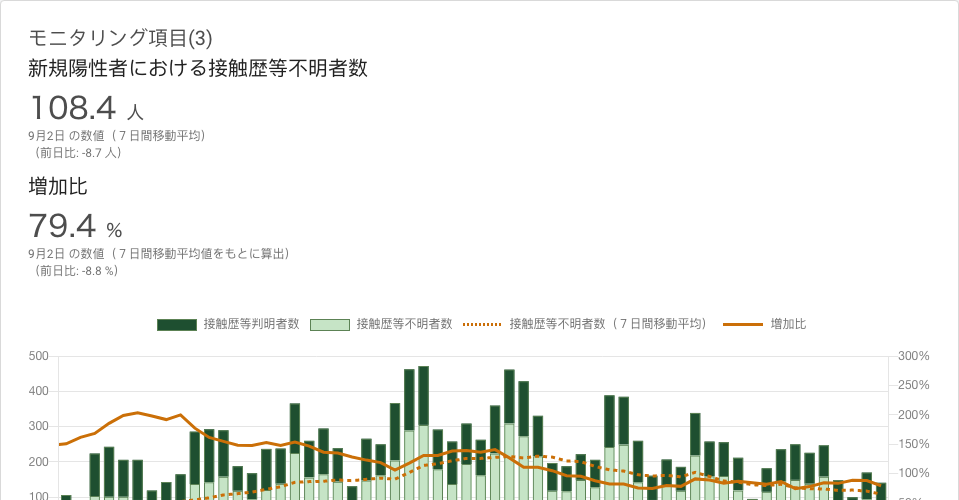 モニタリング項目(3)
新規陽性者における接触歴等不明者数
108.4 人
9月2日 の数値（７日間移動平均）
（前日比: -8.7 人）
増加比
79.4 %
9月2日 の数値（７日間移動平均値をもとに算出）
（前日比: -8.8 %）
接触歴等判明者数 接触歴等不明者数 接触歴等不明者数（７日間移動平均） 増加比
500 300%
250%
400
200%
300
150%
200
100%
100